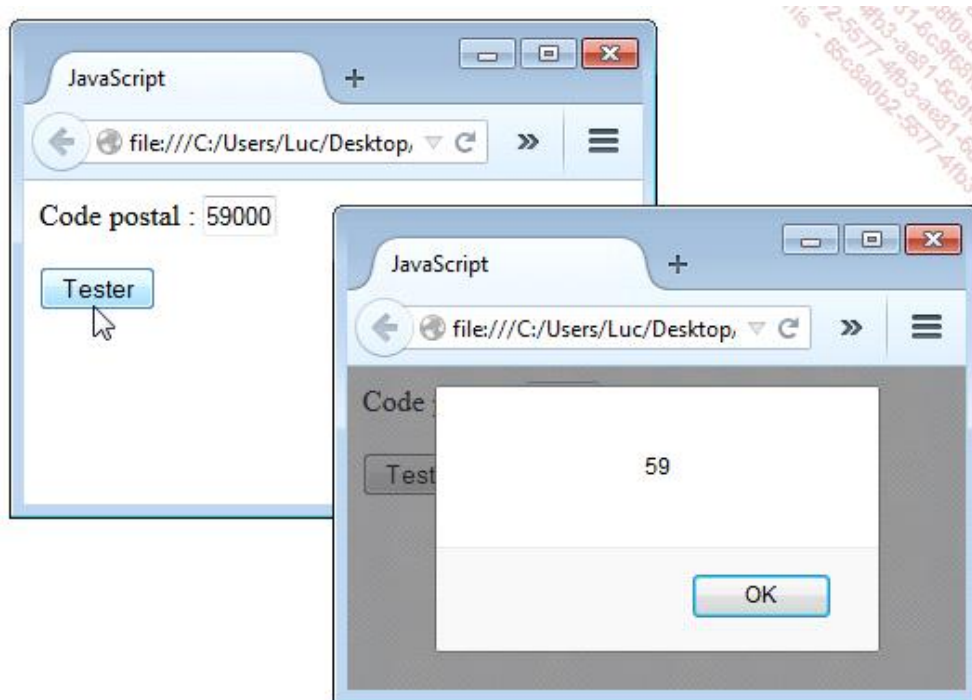 JavaScript
file:///C:/Users/Luc/Desktop,
Code postal : 59000
Tester
JavaScript
file:///C:/Users/Luc/Desktop,
Code
Test
59
OK